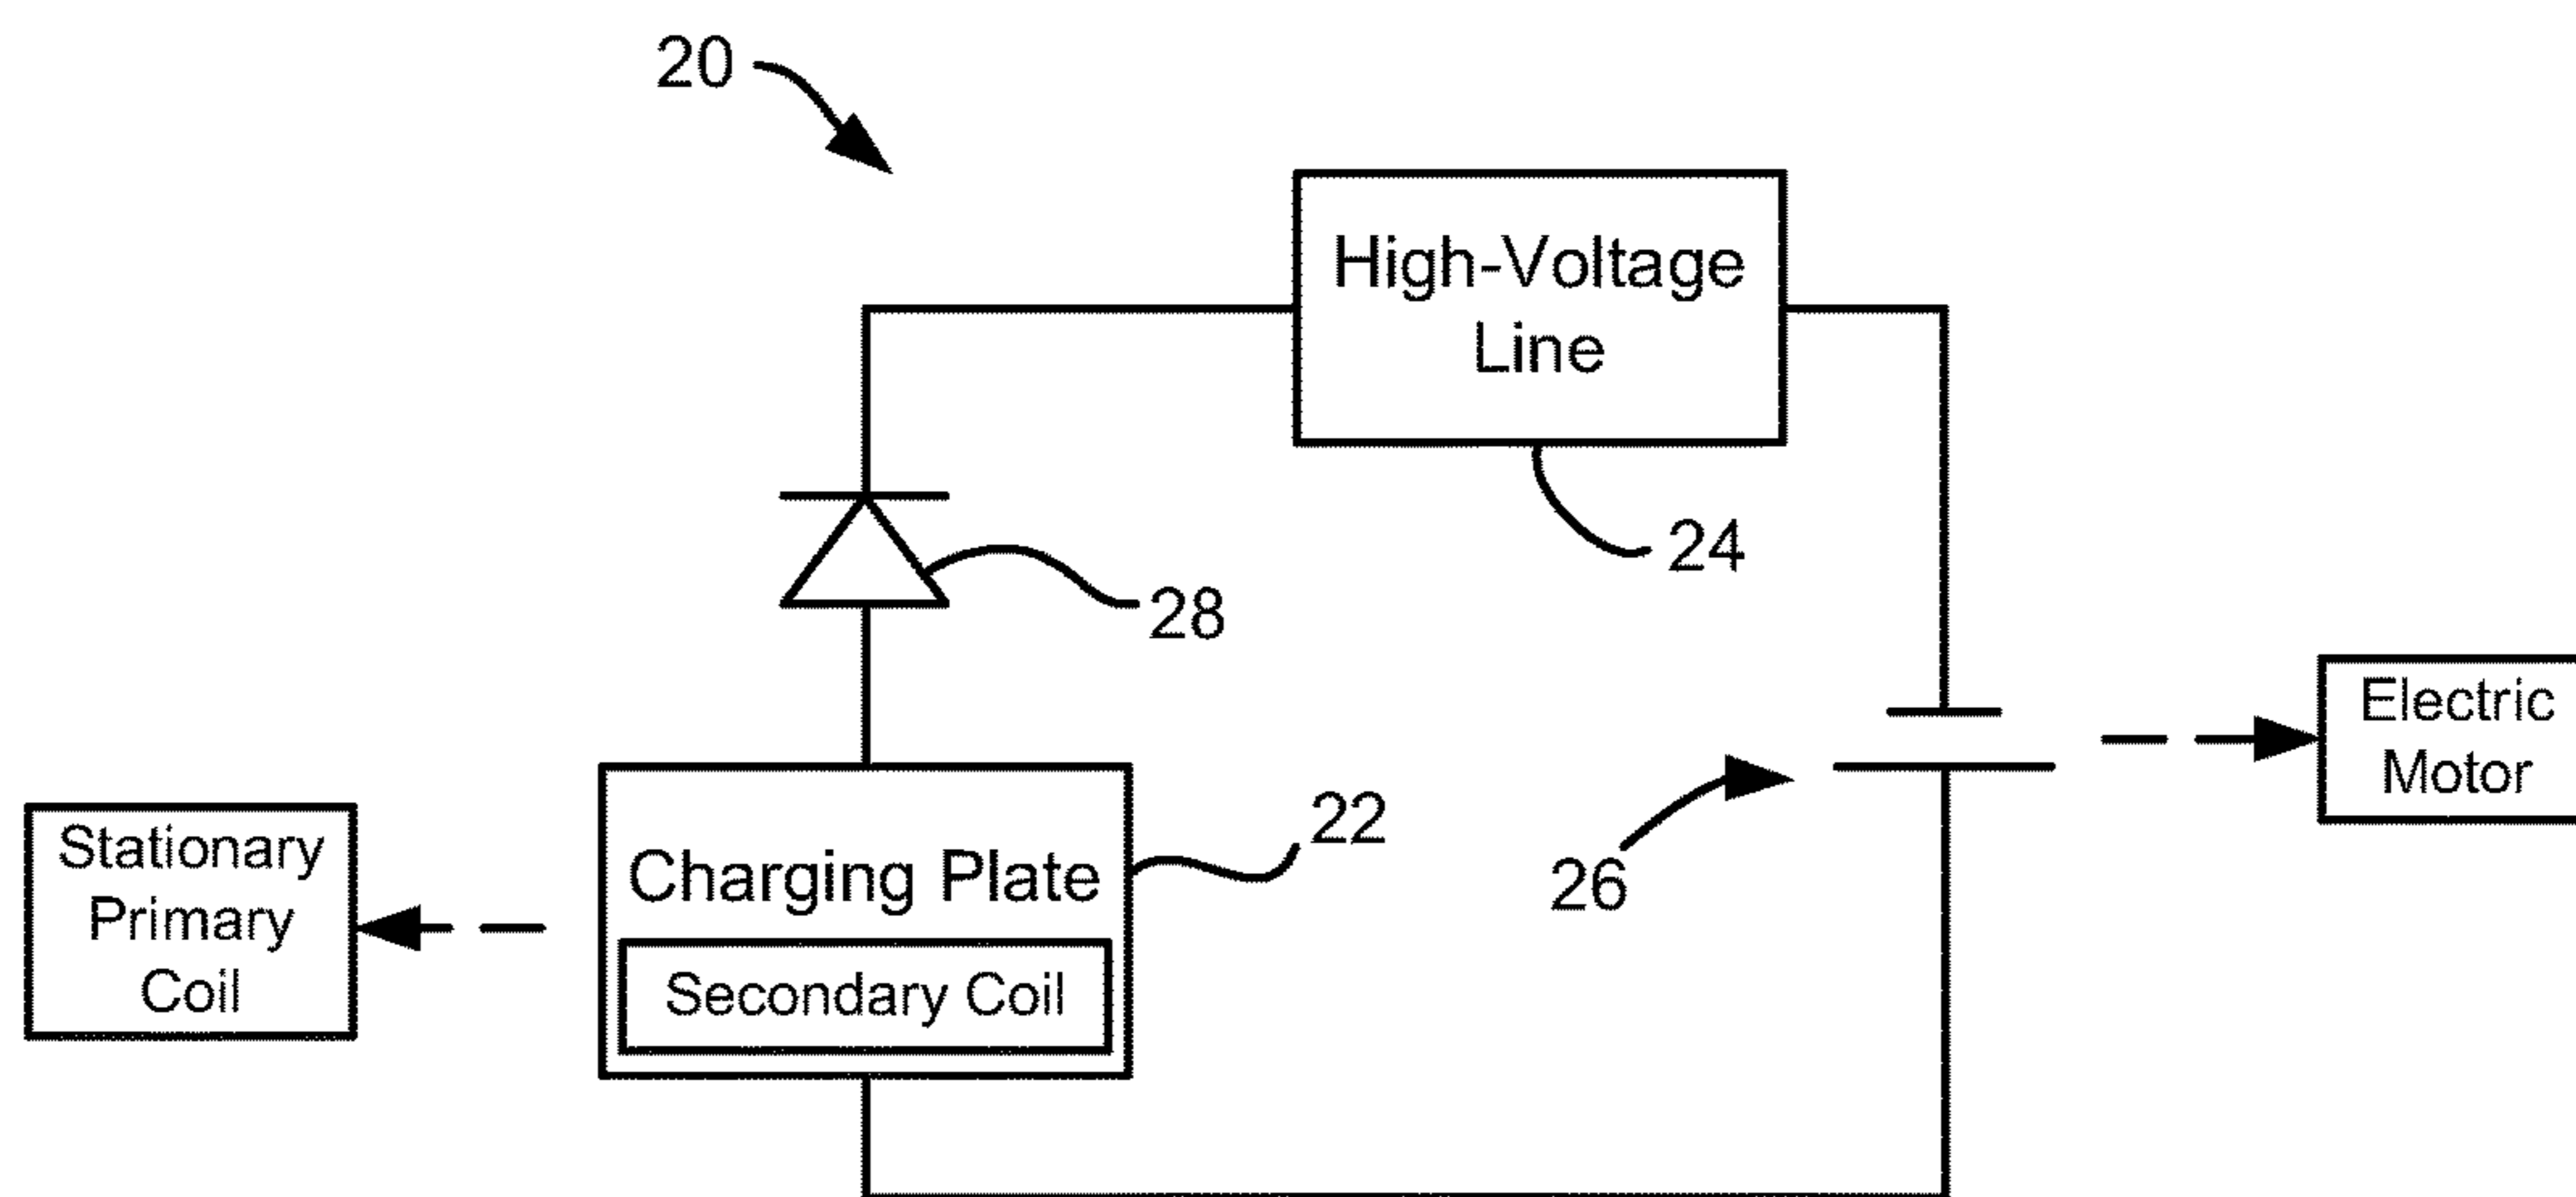 20
High-Voltage
Line
24
28
Electric
Motor
22
Stationary
Primary
Coil
Charging Plate
26
Secondary Coil